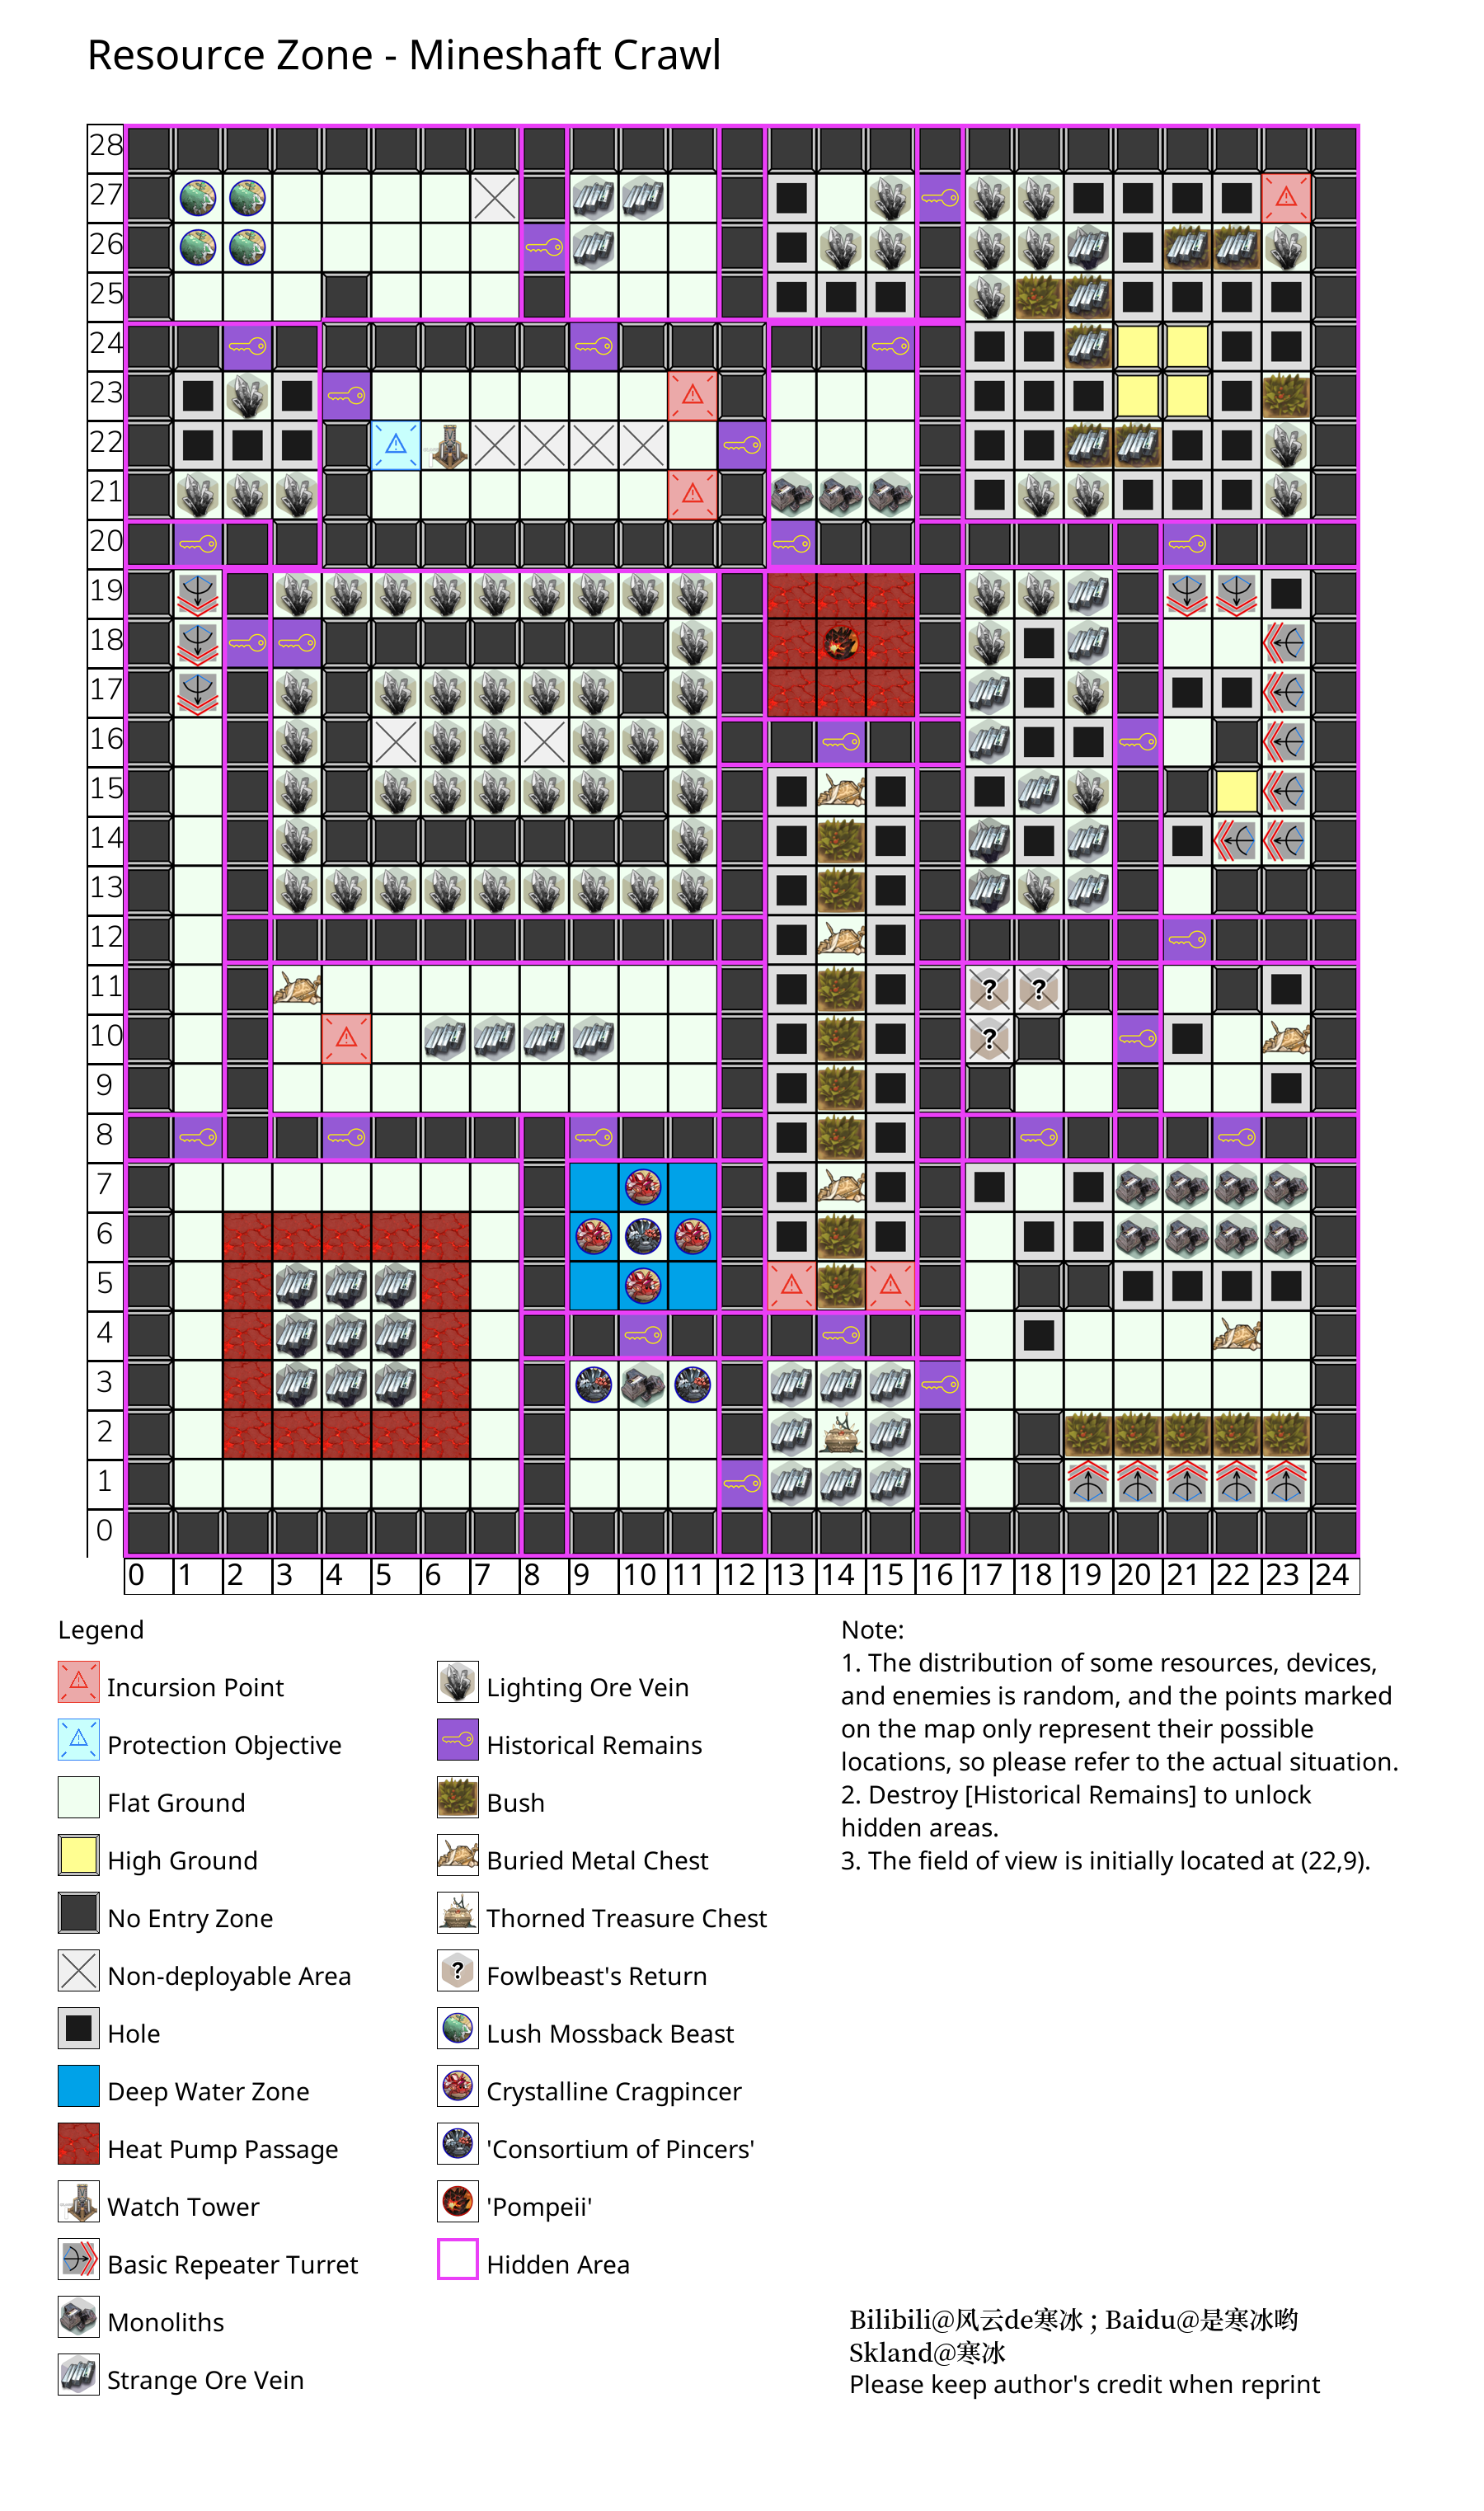 Resource Zone - Mineshaft Crawl
28
27
26
25
24
23
22
21
20
19
18
17
16
15
14
13
12
11
? ?
10
?
9
8
7
6
5
4
3
2
1
0
0 1 2 3 4 5 6 7 8 9 10 11 12 13 14 15 16 17 18 19 20 21 22 23 24
Legend
Incursion Point
Protection Objective
Flat Ground
High Ground
No Entry Zone
Non-deployable Area
Hole
Deep Water Zone
Heat Pump Passage
Watch Tower
Basic Repeater Turret
Monoliths
Strange Ore Vein
Lighting Ore Vein
Historical Remains
Bush
Buried Metal Chest
Thorned Treasure Chest
? Fowlbeast's Return
Lush Mossback Beast
Crystalline Cragpincer
'Consortium of Pincers'
'Pompeii'
Hidden Area
Note:
1. The distribution of some resources, devices,
and enemies is random, and the points marked
on the map only represent their possible
locations, so please refer to the actual situation.
2. Destroy [Historical Remains] to unlock
hidden areas.
3. The field of view is initially located at (22,9).
Bilibili@风云de寒冰 ; Baidu@是寒冰哟
Skland@寒冰
Please keep author's credit when reprint